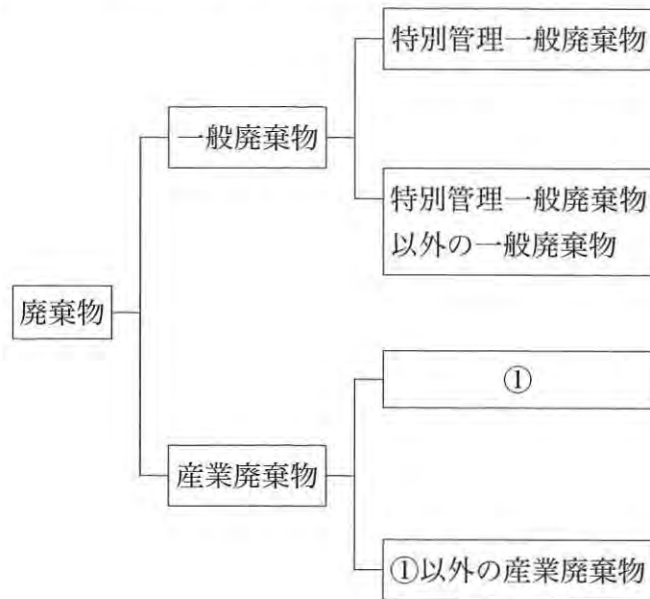 特別管理一般廃棄物
一般廃棄物
特別管理一般廃棄物
以外の一般廃棄物
廃棄物
①
産業廃棄物
①以外の産業廃棄物